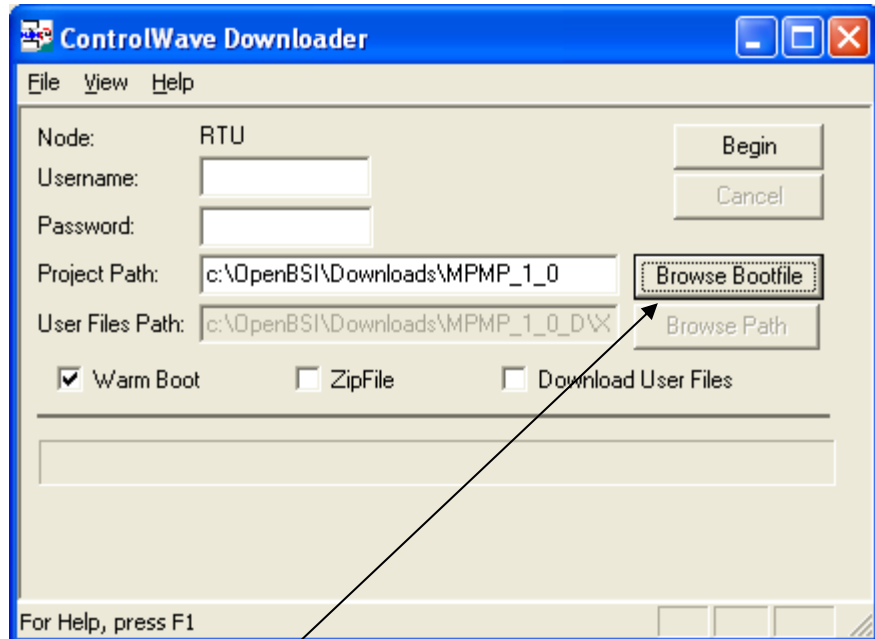 ControlWave Downloader
File View Help
Node: RTU
Begin
Username:
Cancel
Password:
Project Path: c:\OpenBSI\Downloads\MPMP_1_0 Browse Bootfile
User Files Path: c:\OpenBSI\Downloads\MPMP_1_0_D\X Browse Path
Warm Boot ZipFile Download User Files
For Help, press F1